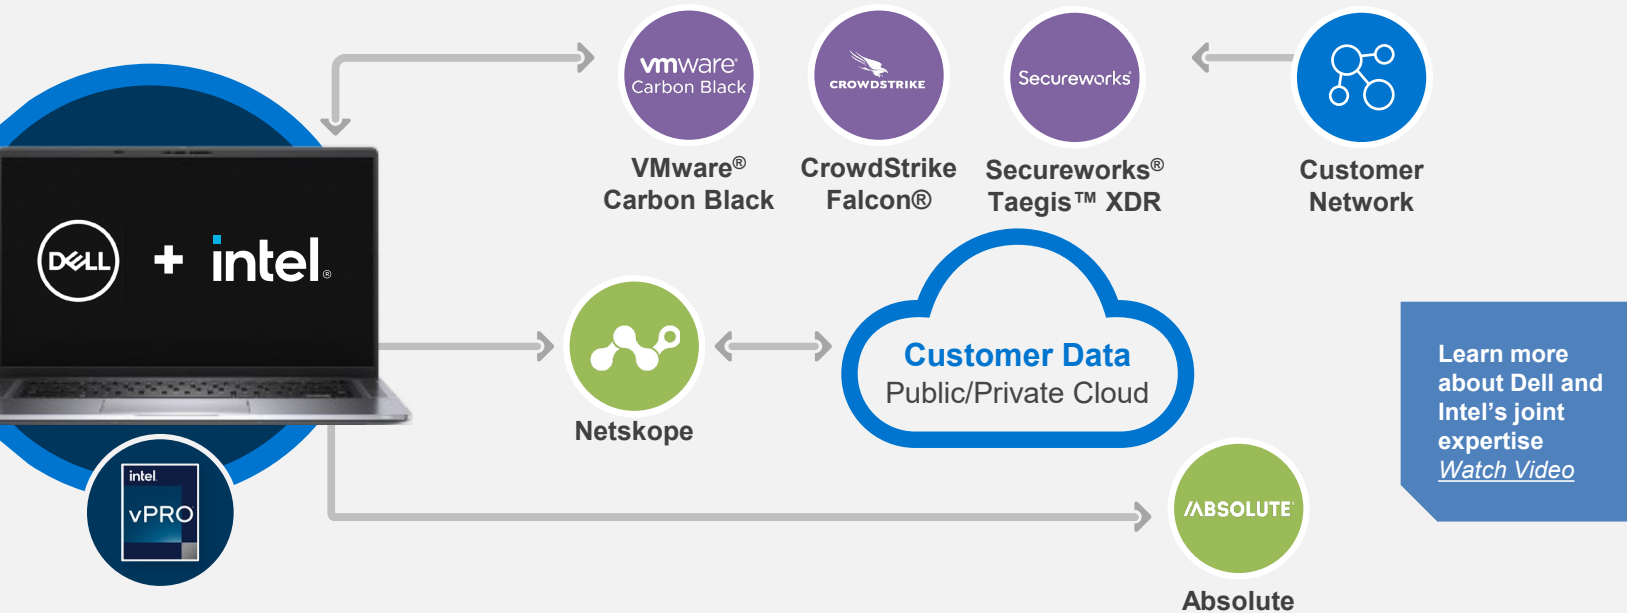 vmware®
Carbon Black
CROWDSTRIKE
Secureworks®
VMware®
Carbon Black
CrowdStrike
Falcon®
Secureworks®
Taegis™ XDR
Customer
Network
DELL + intel®
Customer Data
Public/Private Cloud
Netskope
Learn more
about Dell and
Intel's joint
expertise
Watch Video
intel
vPRO
ABSOLUTE
Absolute